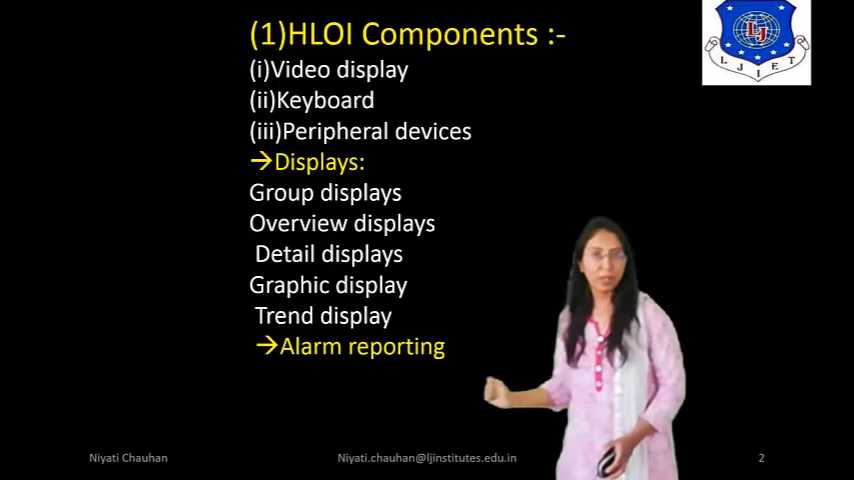 (1)HLOI Components :-
(i)Video display
(ii)Keyboard
(iii)Peripheral devices
→Displays:
Group displays
Overview displays
Detail displays
Graphic display
Trend display
→Alarm reporting
LJ
L J I E T
Niyati Chauhan
Niyati.chauhan@ljinstitutes.edu.in
2